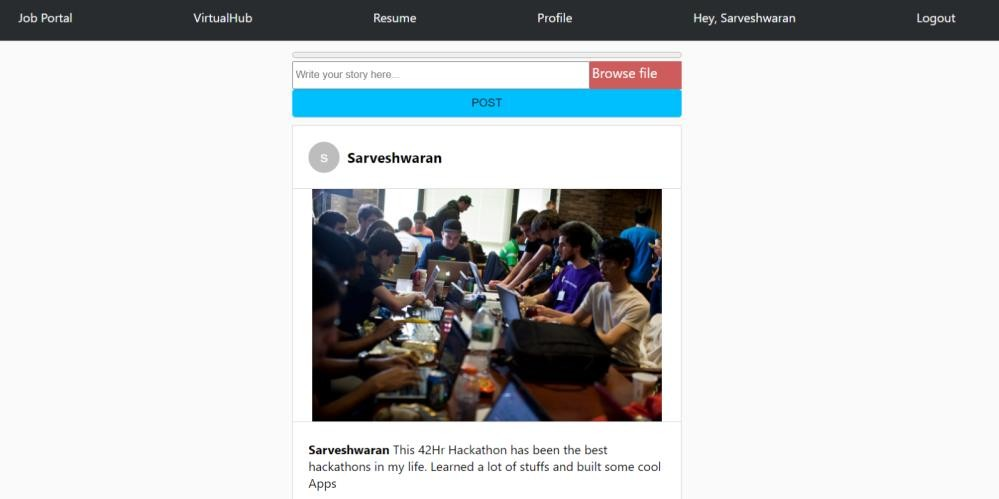 Job Portal VirtualHub Resume Profile Hey, Sarveshwaran Logout
Write your story here... Browse file
POST
S Sarveshwaran
Sarveshwaran This 42Hr Hackathon has been the best
hackathons in my life. Learned a lot of stuffs and built some cool
Apps